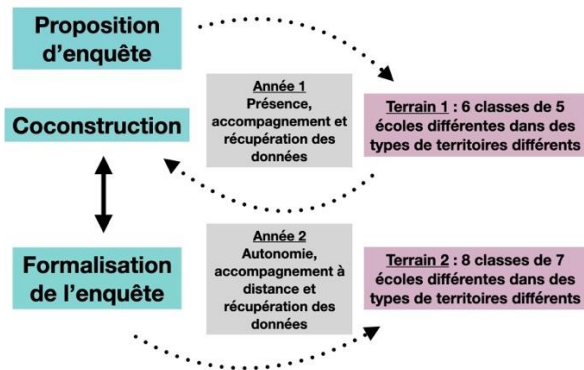 Proposition
d'enquête
Année 1
Présence,
accompagnement et
récupération des
données
Terrain 1 : 6 classes de 5
écoles différentes dans des
types de territoires différents
Coconstruction
Formalisation
de l'enquête
Année 2
Autonomie,
accompagnement à
distance et
récupération des
données
Terrain 2 : 8 classes de 7
écoles différentes dans des
types de territoires différents